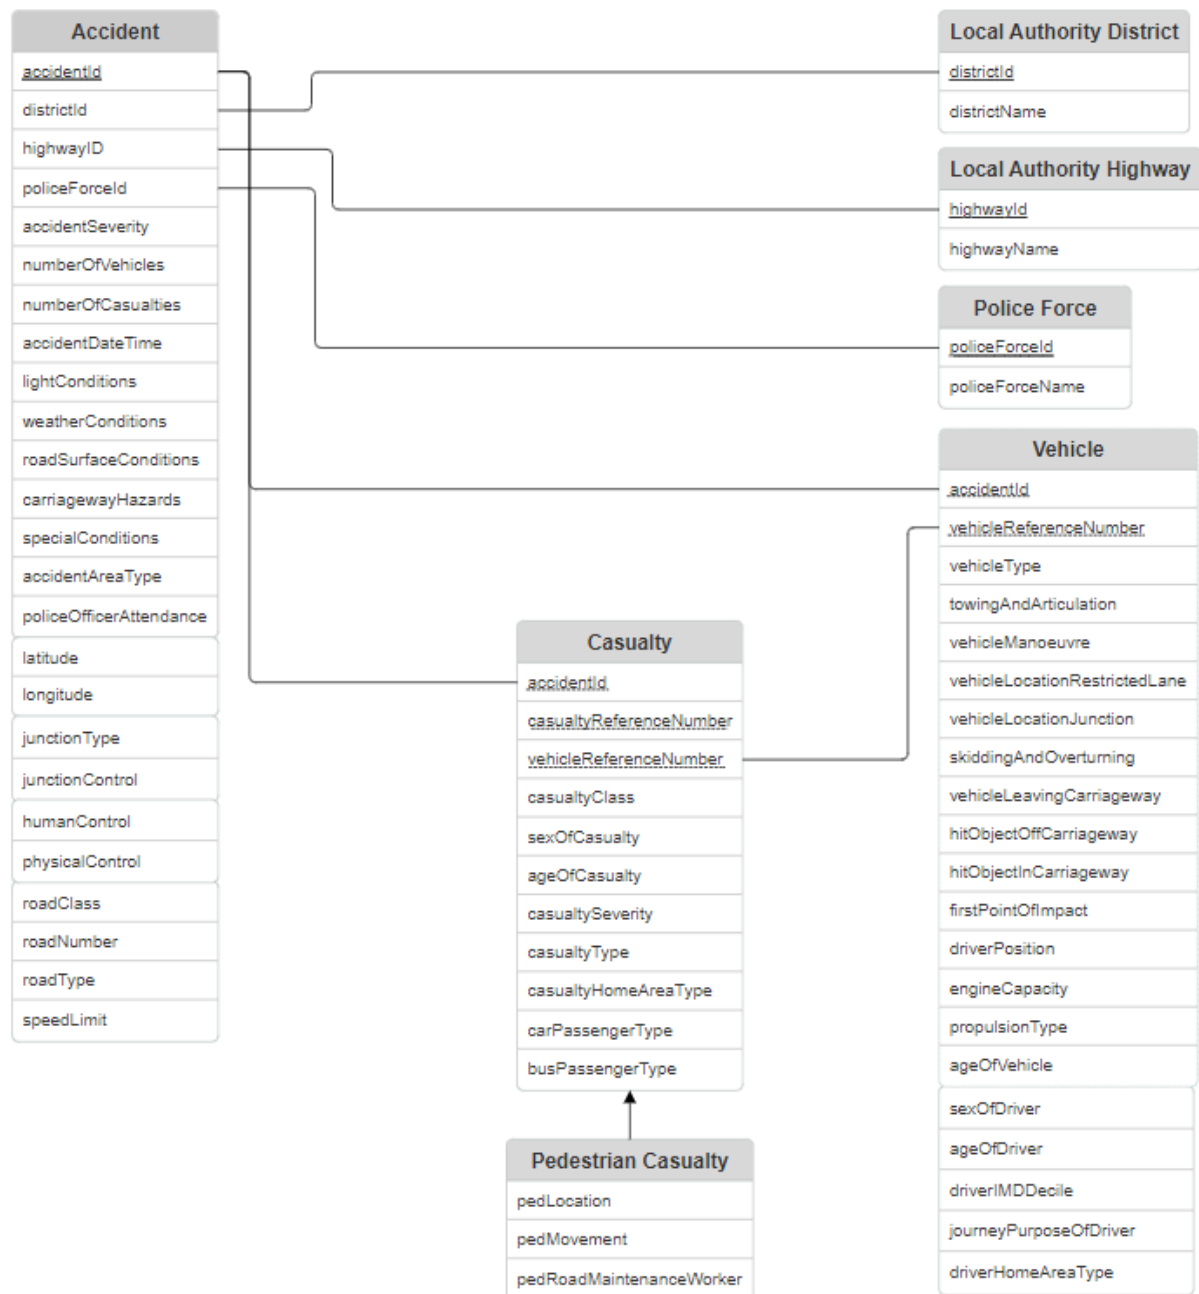 Accident
accidentId
districtId
highwayID
policeForceId
accidentSeverity
numberOfVehicles
numberOfCasualties
accidentDateTime
lightConditions
weatherConditions
roadSurfaceConditions
carriagewayHazards
specialConditions
accidentAreaType
policeOfficerAttendance
latitude
longitude
junctionType
junctionControl
humanControl
physicalControl
roadClass
roadNumber
roadType
speedLimit
Local Authority District
districtId
districtName
Local Authority Highway
highwayId
highwayName
Police Force
policeForceId
policeForceName
Vehicle
accidentId
vehicleReferenceNumber
vehicleType
towingAndArticulation
vehicleManoeuvre
vehicleLocationRestrictedLane
vehicleLocationJunction
skiddingAndOverturning
vehicleLeavingCarriageway
hitObjectOffCarriageway
hitObjectInCarriageway
firstPointOfImpact
driverPosition
engineCapacity
propulsionType
ageOfVehicle
sexOfDriver
ageOfDriver
driverIMDDecile
journeyPurposeOfDriver
driverHomeAreaType
Casualty
accidentId
casualtyReferenceNumber
vehicleReferenceNumber
casualtyClass
sexOfCasualty
ageOfCasualty
casualtySeverity
casualtyType
casualtyHomeAreaType
carPassengerType
busPassengerType
Pedestrian Casualty
pedLocation
pedMovement
pedRoadMaintenanceWorker